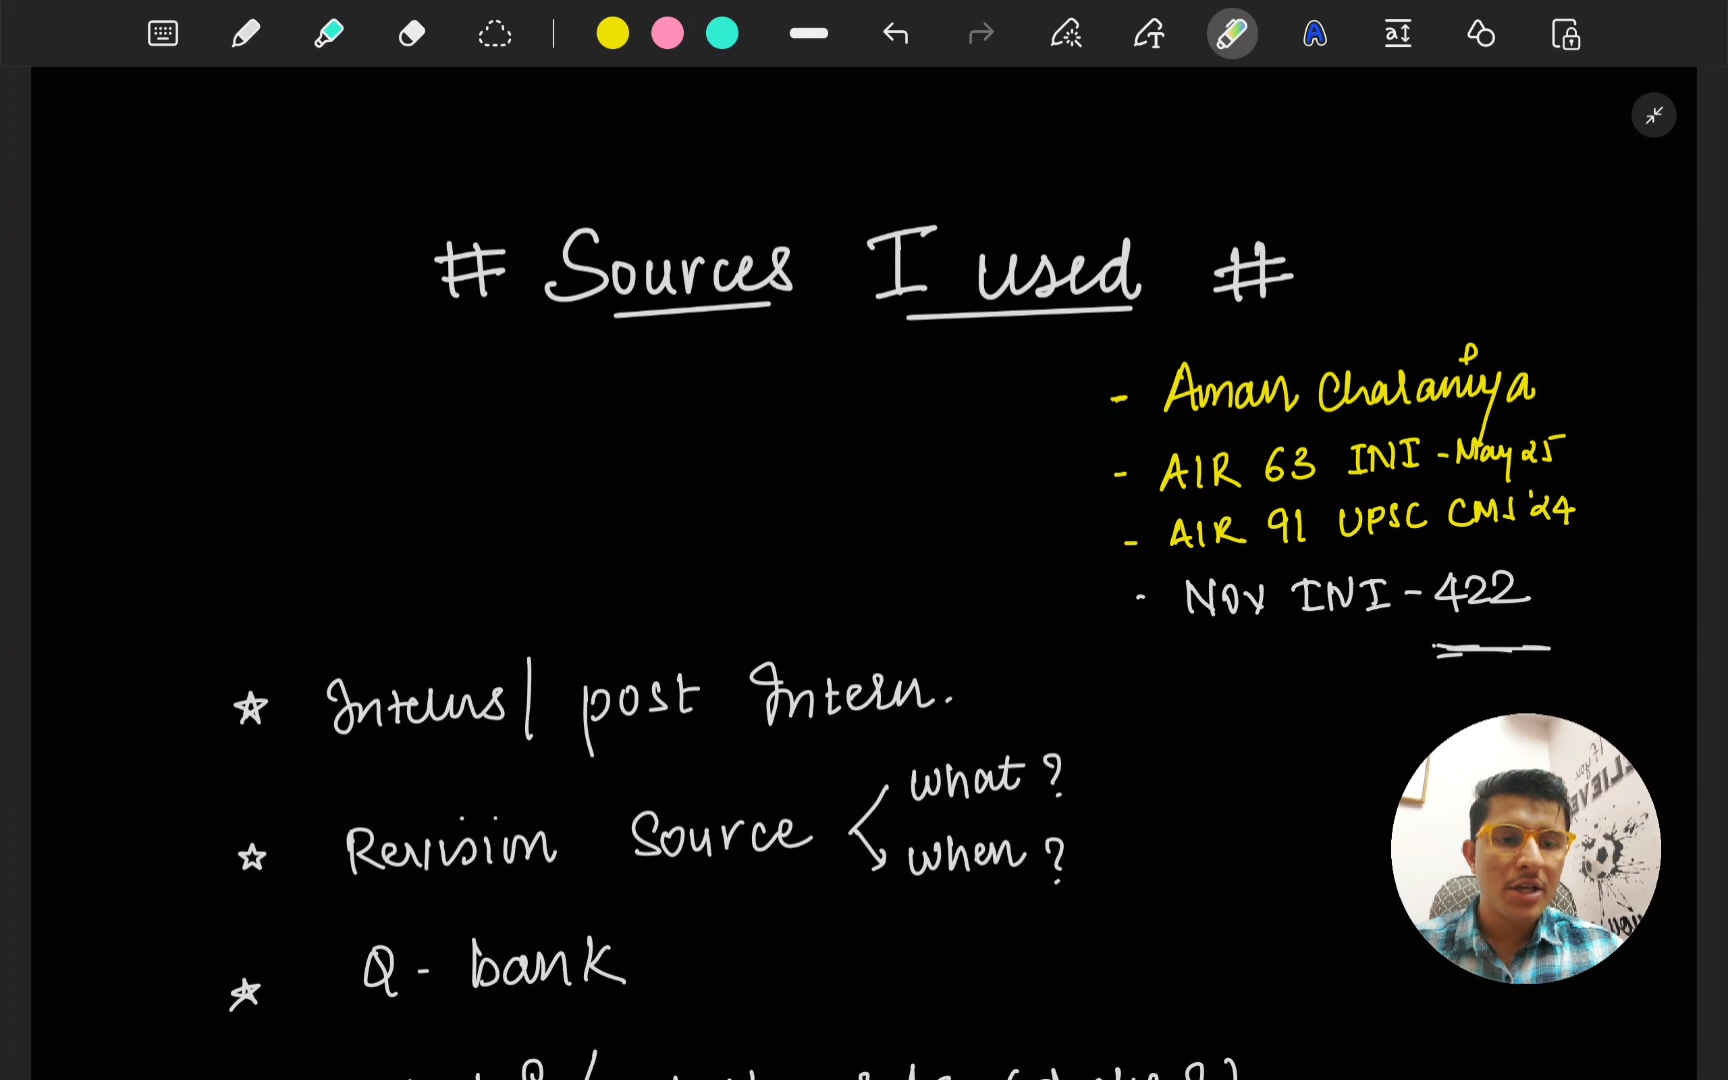 # Sources I used #
- Aman Chalaniya
- AIR 63 INI - May 25
- AIR 91 UPSC CMS '24
- Nov INI - 422
☆ Interns / post Intern.
☆ Revision Source what?
when?
☆ Q - bank